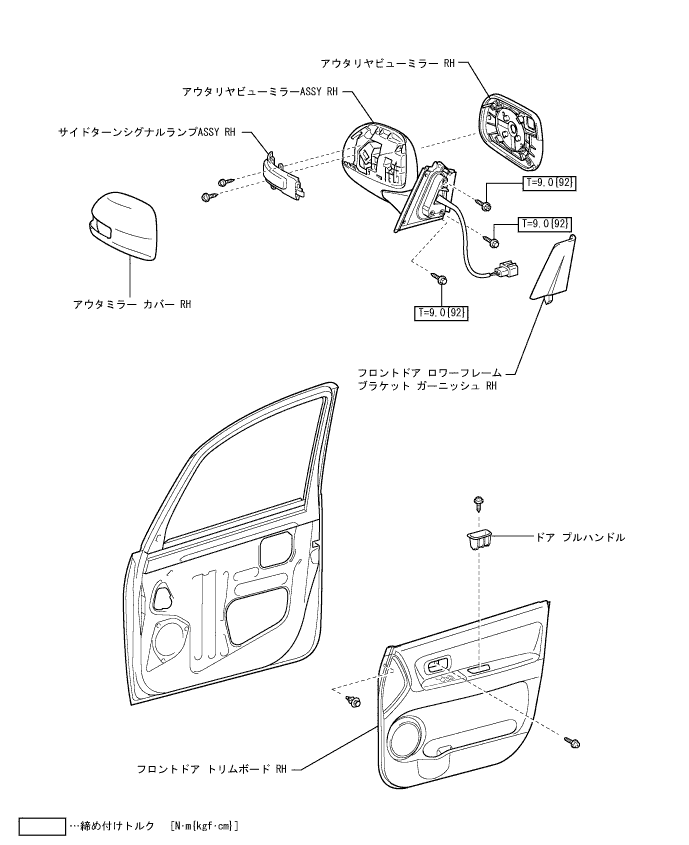 アウタリヤビューミラー RH
アウタリヤビューミラーASSY RH
サイドターンシグナルランプASSY RH
T=9.0{92}
T=9.0{92}
アウタミラー カバー RH
T=9.0{92}
フロントドア ロワーフレーム
ブラケット ガーニッシュ RH
ドア プルハンドル
フロントドア トリムボード RH
…締め付けトルク [N·m{kgf·cm}]